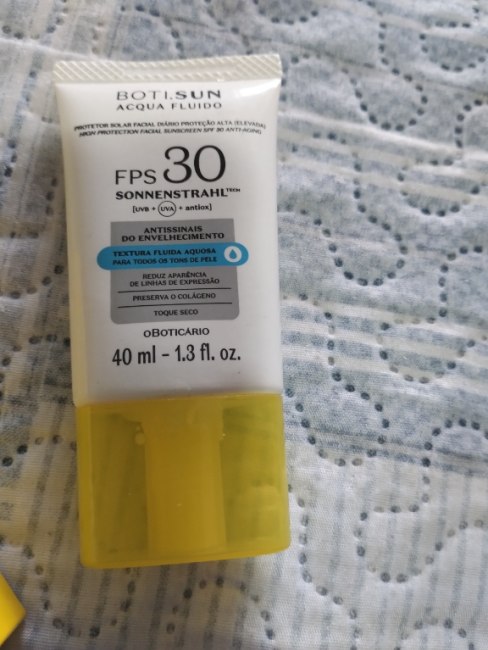 BOTI.SUN
ACQUA FLUIDO
PROTETOR SOLAR FACIAL DIÁRIO PROTEÇÃO ALTA (ELEVADA)
HIGH PROTECTION FACIAL SUNSCREEN SPF 30 ANTI-AGING
FPS 30
SONNENSTRAHL TECH
[UVB + UVA + antiox]
ANTISSINAIS
DO ENVELHECIMENTO
TEXTURA FLUIDA AQUOSA
PARA TODOS OS TONS DE PELE
REDUZ APARÊNCIA
DE LINHAS DE EXPRESSÃO
PRESERVA O COLÁGENO
TOQUE SECO
oBOTICÁRIO
40 ml - 1.3 fl. oz.